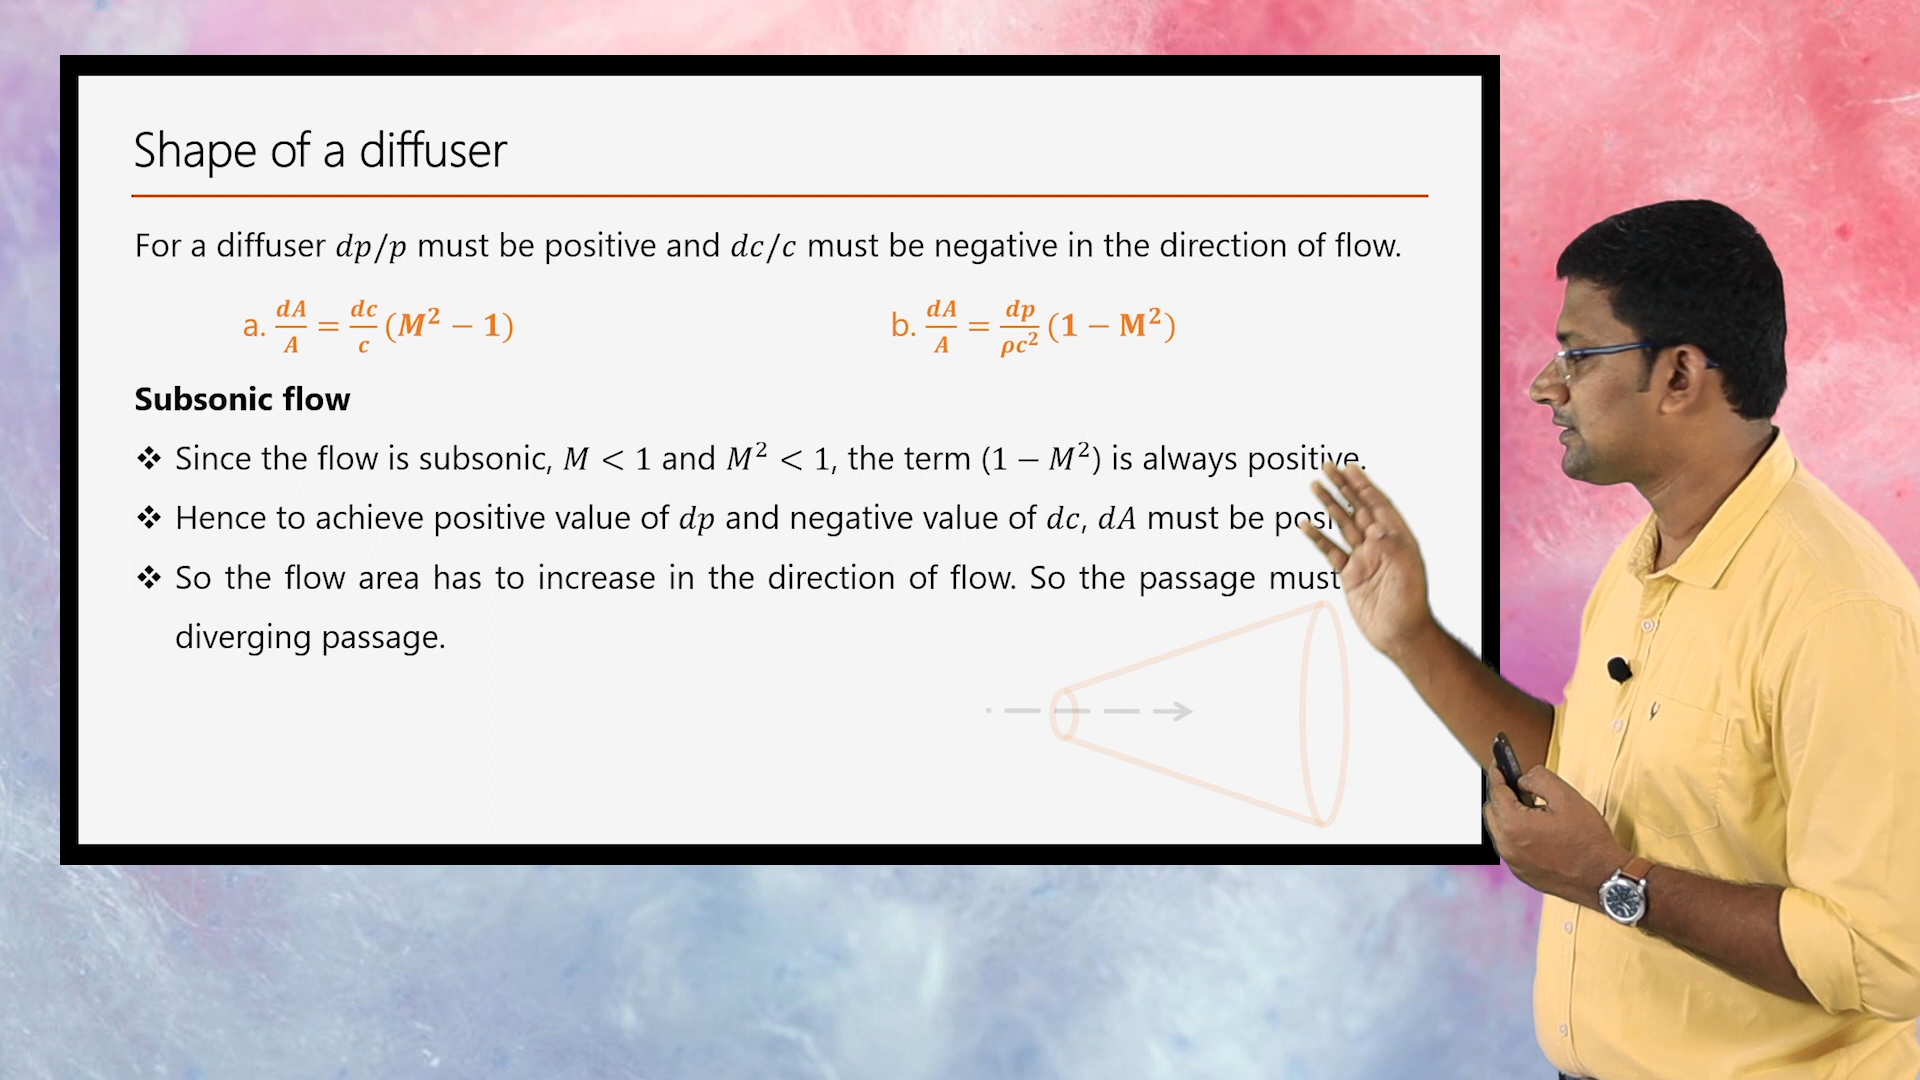 Shape of a diffuser
For a diffuser dp/p must be positive and dc/c must be negative in the direction of flow.
a. dA/A = dc/c (M² − 1)
b. dA/A = dp/ρc² (1 − M²)
Subsonic flow
❖ Since the flow is subsonic, M < 1 and M² < 1, the term (1 − M²) is always positive.
❖ Hence to achieve positive value of dp and negative value of dc, dA must be
❖ So the flow area has to increase in the direction of flow. So the passage must
diverging passage.